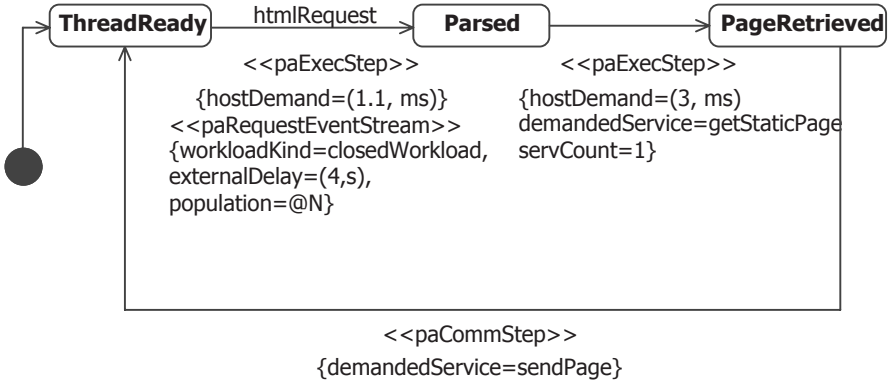 ThreadReady
htmlRequest
Parsed
PageRetrieved
<<paExecStep>>
{hostDemand=(1.1, ms)}
<<paRequestEventStream>>
{workloadKind=closedWorkload,
externalDelay=(4,s),
population=@N}
<<paExecStep>>
{hostDemand=(3, ms)
demandedService=getStaticPage
servCount=1}
<<paCommStep>>
{demandedService=sendPage}